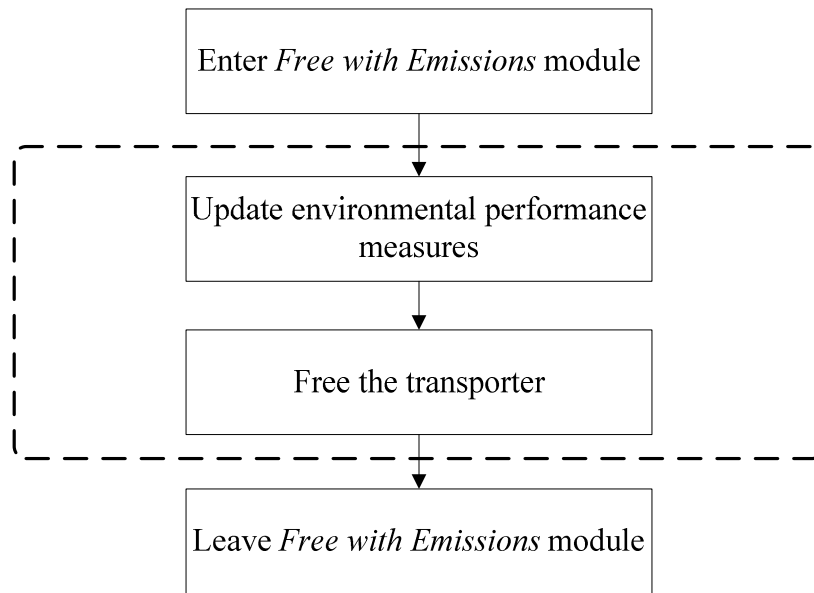 Enter Free with Emissions module
Update environmental performance
measures
Free the transporter
Leave Free with Emissions module